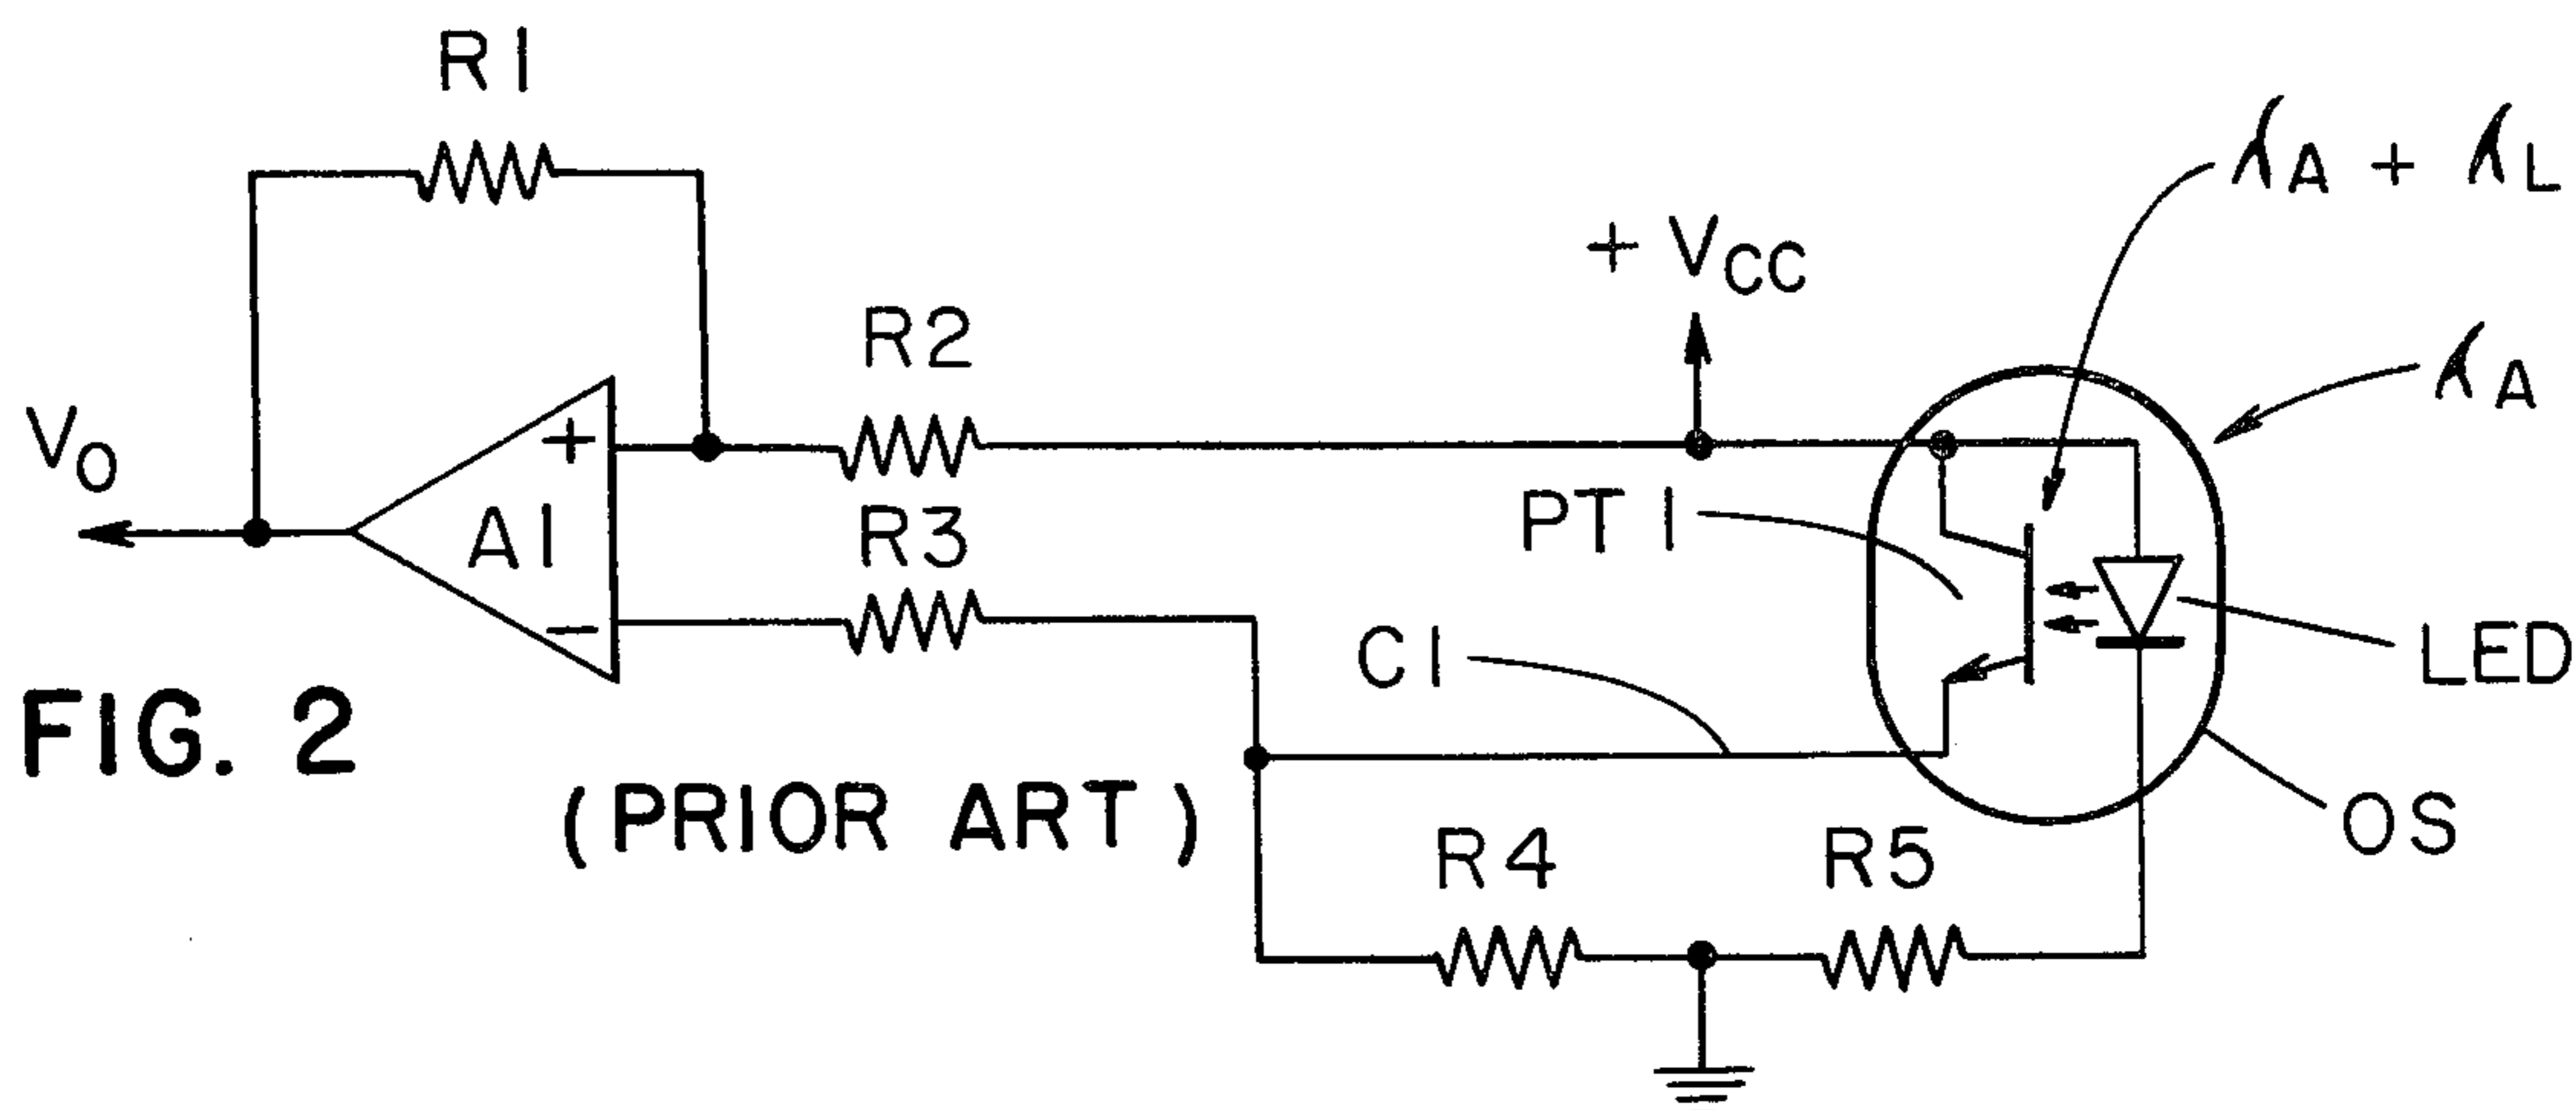 R1
λA + λL
+ VCC
R2
λA
VO
+
A1
R3
PT1
−
C1
LED
FIG. 2
(PRIOR ART)
R4
R5
OS